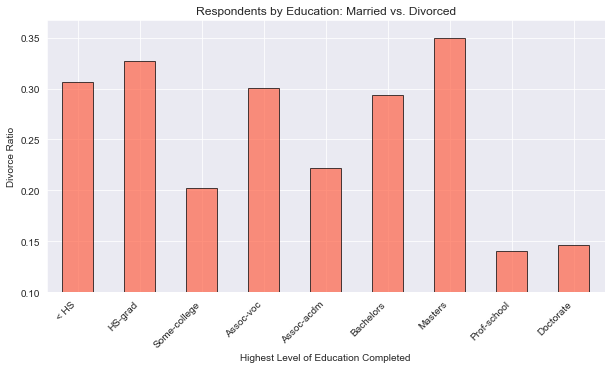 Respondents by Education: Married vs. Divorced
0.35
0.30
0.25
0.20
0.15
0.10
Divorce Ratio
< HS
HS-grad
Some-college
Assoc-voc
Assoc-acdm
Bachelors
Masters
Prof-school
Doctorate
Highest Level of Education Completed